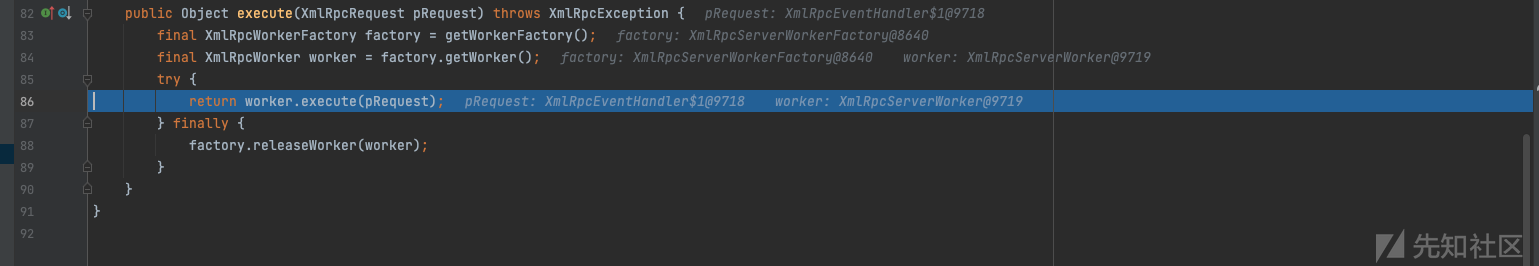 82 public Object execute(XmlRpcRequest pRequest) throws XmlRpcException { pRequest: XmlRpcEventHandler$1@9718
83 final XmlRpcWorkerFactory factory = getWorkerFactory(); factory: XmlRpcServerWorkerFactory@8640
84 final XmlRpcWorker worker = factory.getWorker(); factory: XmlRpcServerWorkerFactory@8640 worker: XmlRpcServerWorker@9719
85 try {
86 return worker.execute(pRequest); pRequest: XmlRpcEventHandler$1@9718 worker: XmlRpcServerWorker@9719
87 } finally {
88 factory.releaseWorker(worker);
89 }
90 }
91 }
92
先知社区